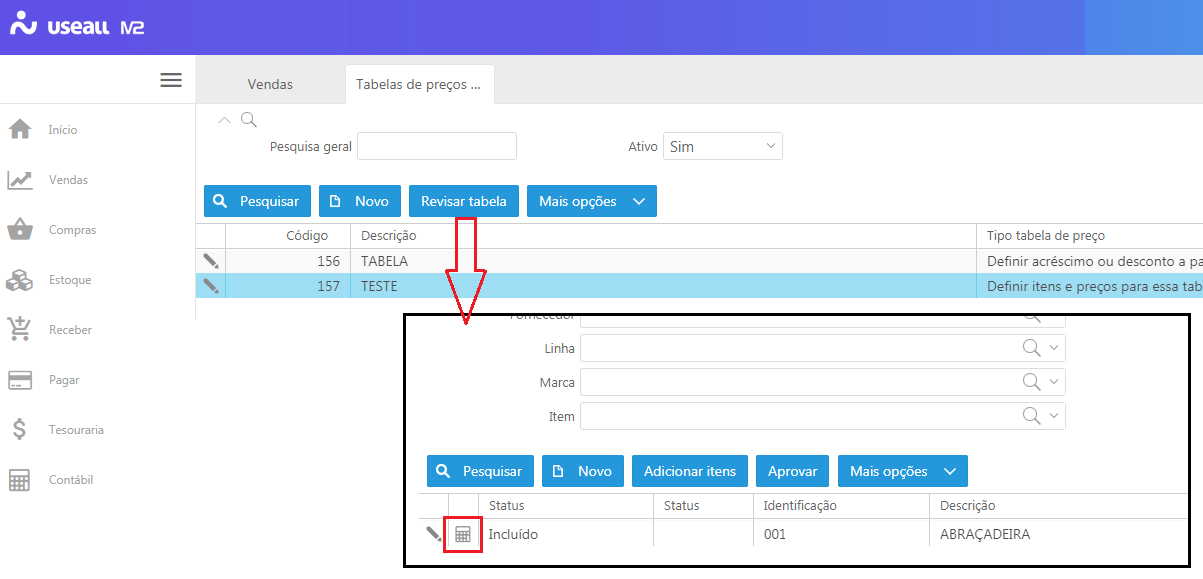 useall M2
Vendas
Tabelas de preços ...
Início
Vendas
Compras
Estoque
Receber
Pagar
Tesouraria
Contábil
Pesquisa geral
Ativo Sim
Pesquisar Novo Revisar tabela Mais opções
Código Descrição Tipo tabela de preço
156 TABELA Definir acréscimo ou desconto a pa
157 TESTE Definir itens e preços para essa tab
Fornecedor
Linha
Marca
Item
Pesquisar Novo Adicionar itens Aprovar Mais opções
Status Status Identificação Descrição
Incluído 001 ABRAÇADEIRA